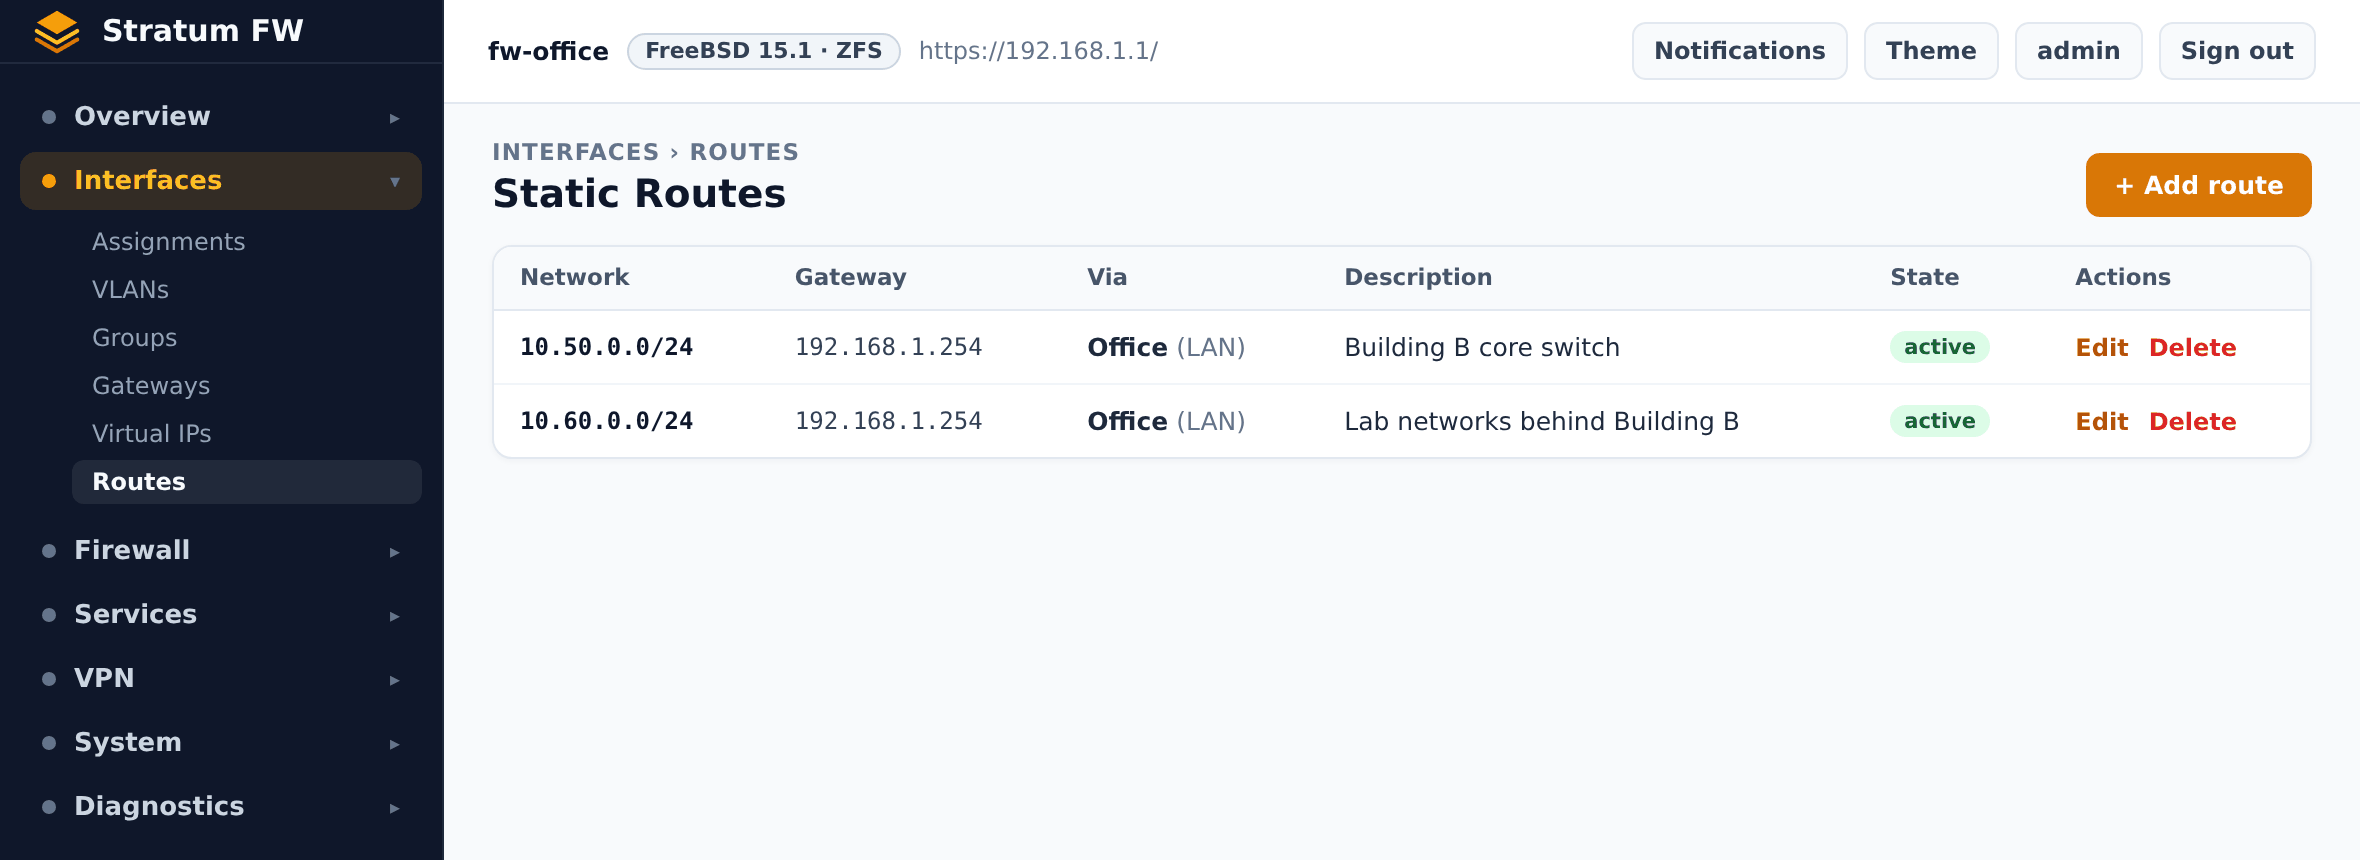 Stratum FW
fw-office FreeBSD 15.1 · ZFS https://192.168.1.1/ Notifications Theme admin Sign out
Overview
Interfaces
Assignments
VLANs
Groups
Gateways
Virtual IPs
Routes
Firewall
Services
VPN
System
Diagnostics
INTERFACES › ROUTES
Static Routes
+ Add route
Network Gateway Via Description State Actions
10.50.0.0/24 192.168.1.254 Office (LAN) Building B core switch active Edit Delete
10.60.0.0/24 192.168.1.254 Office (LAN) Lab networks behind Building B active Edit Delete